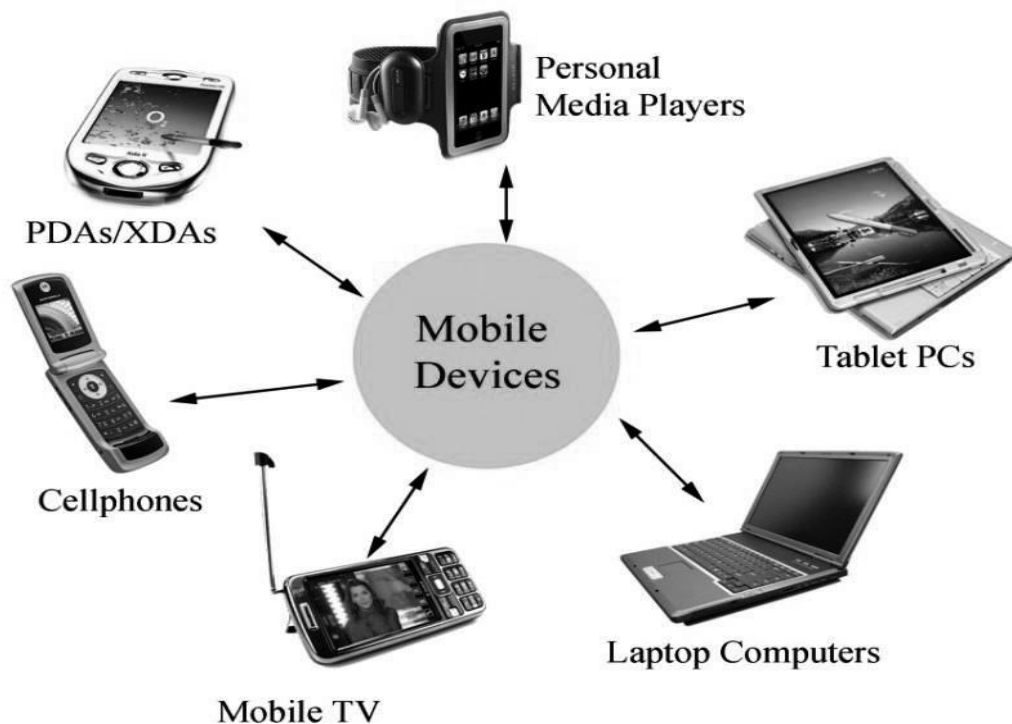 Personal
Media Players
PDAs/XDAs
Mobile
Devices
Tablet PCs
Cellphones
Laptop Computers
Mobile TV